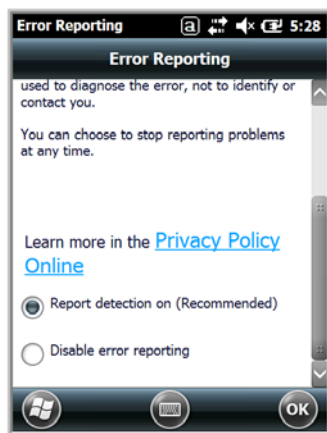 Error Reporting a 5:28
Error Reporting
used to diagnose the error, not to identify or
contact you.
You can choose to stop reporting problems
at any time.
Learn more in the Privacy Policy
Online
Report detection on (Recommended)
Disable error reporting
OK